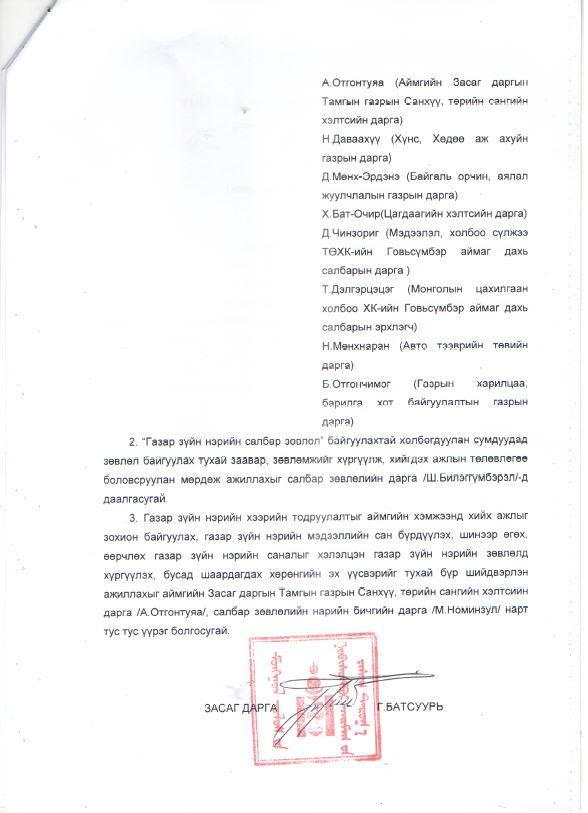 А.Отгонтуяа (Аймгийн Засаг даргын
Тамгын газрын Санхүү, төрийн сангийн
хэлтсийн дарга)
Н.Даваахүү (Хүнс, Хөдөө аж ахуйн
газрын дарга)
Д.Мөнх-Эрдэнэ (Байгаль орчин, аялал
жуулчлалын газрын дарга)
Х.Бат-Очир(Цагдаагийн хэлтсийн дарга)
Д.Чинзориг (Мэдээлэл, холбоо сүлжээ
ТӨХК-ийн Говьсүмбэр аймаг дахь
салбарын дарга )
Т.Дэлгэрцэцэг (Монголын цахилгаан
холбоо ХК-ийн Говьсүмбэр аймаг дахь
салбарын эрхлэгч)
Н.Мөнхнаран (Авто тээврийн төвийн
дарга)
Б.Отгончимэг (Газрын харилцаа,
барилга хот байгуулалтын газрын
дарга)
2. “Газар зүйн нэрийн салбар зөвлөл” байгуулахтай холбогдуулан сумдуудад
зөвлөл байгуулах тухай заавар, зөвлөмжийг хүргүүлж, хийгдэх ажлын төлөвлөгөө
боловсруулан мөрдөж ажиллахыг салбар зөвлөлийн дарга /Ш.Билэггүмбэрэл/-д
даалгасугай.
3. Газар зүйн нэрийн хээрийн тодруулалтыг аймгийн хэмжээнд хийх ажлыг
зохион байгуулах, газар зүйн нэрийн мэдээллийн сан бүрдүүлэх, шинээр өгөх,
өөрчлөх газар зүйн нэрийн саналыг хэлэлцэн газар зүйн нэрийн зөвлөлд
хүргүүлэх, бусад шаардагдах хөрөнгийн эх үүсвэрийг тухай бүр шийдвэрлэн
ажиллахыг аймгийн Засаг даргын Тамгын газрын Санхүү, төрийн сангийн хэлтсийн
дарга /А.Отгонтуяа/, салбар зөвлөлийн нарийн бичгийн дарга /М.Номинзул/ нарт
тус тус үүрэг болгосугай.
ЗАСАГ ДАРГА Г.БАТСУУРЬ